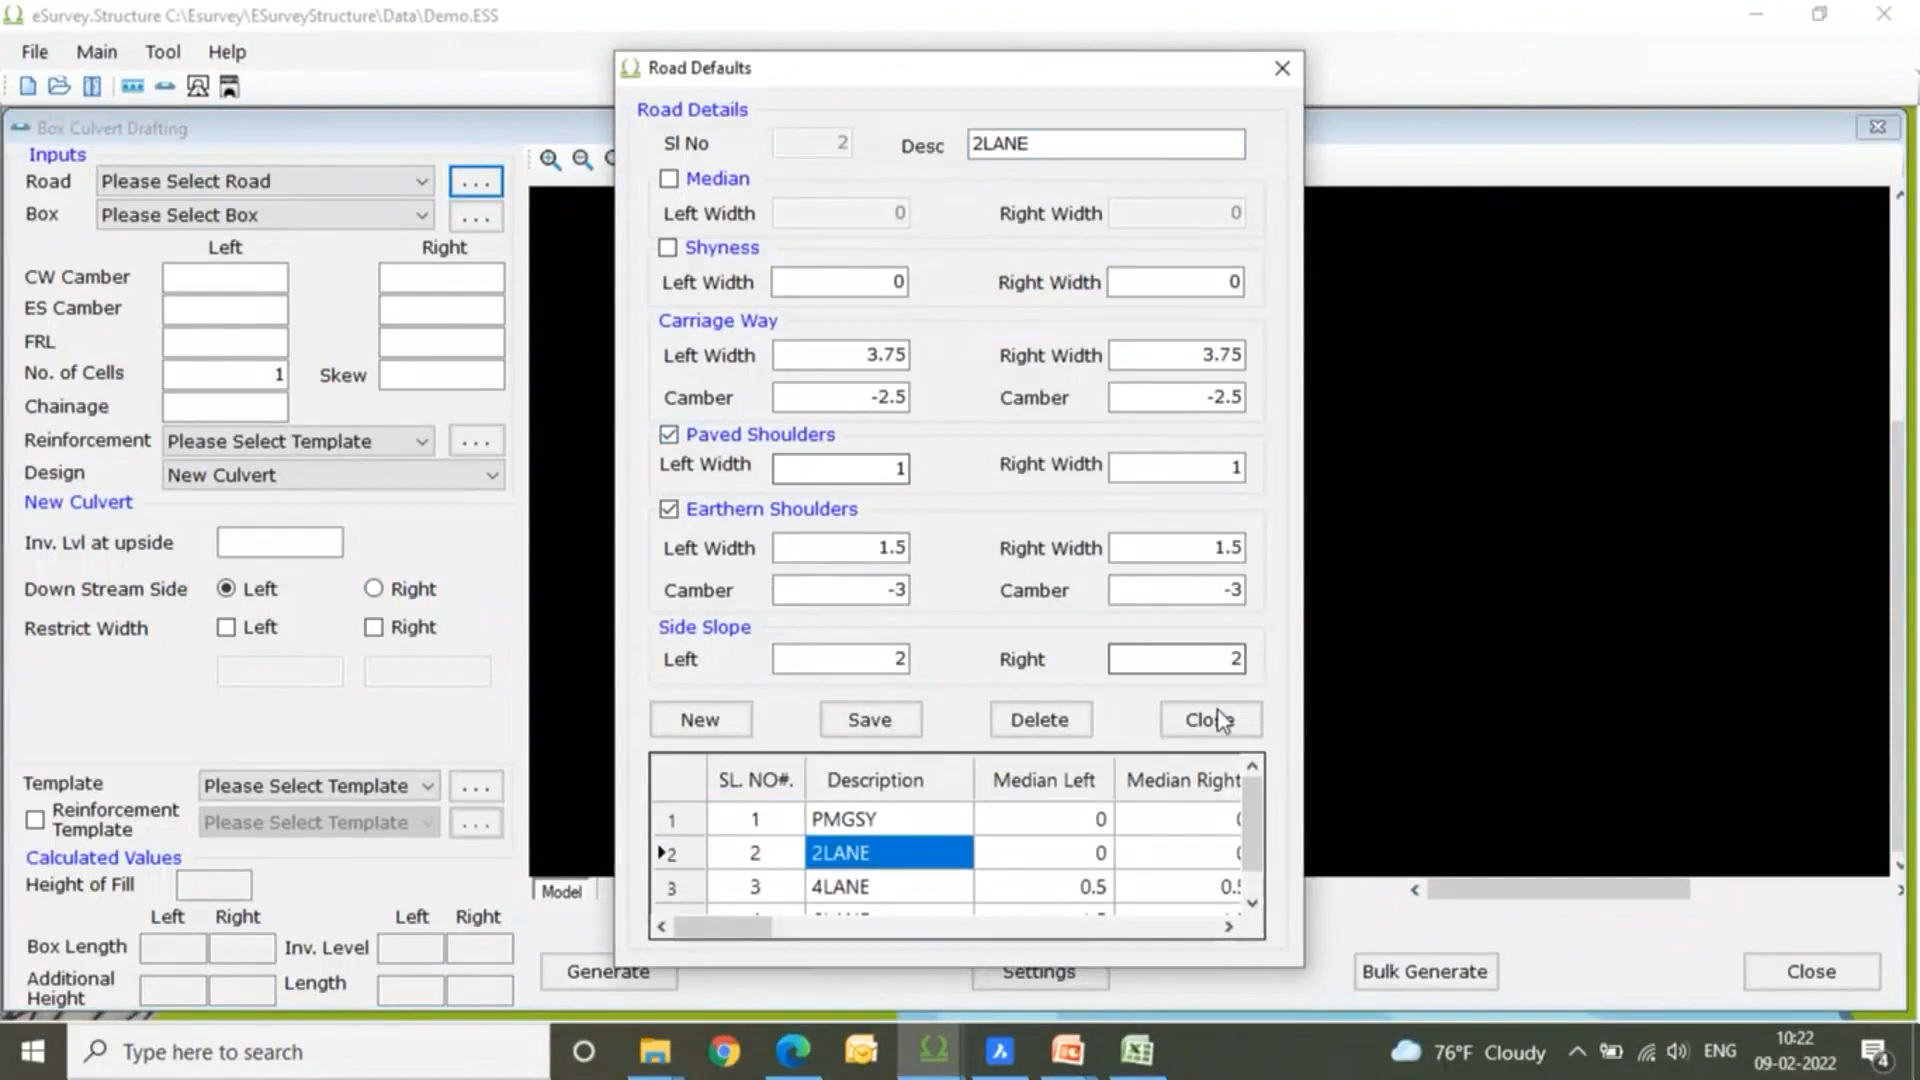 eSurvey.Structure C:\Esurvey\ESurveyStructure\Data\Demo.ESS
File Main Tool Help
Box Culvert Drafting
Inputs
Road Please Select Road ...
Box Please Select Box ...
Left Right
CW Camber
ES Camber
FRL
No. of Cells 1 Skew
Chainage
Reinforcement Please Select Template ...
Design New Culvert
New Culvert
Inv. Lvl at upside
Down Stream Side Left Right
Restrict Width Left Right
Template Please Select Template ...
Reinforcement Template Please Select Template ...
Calculated Values
Height of Fill
Left Right Left Right
Box Length Inv. Level
Additional Height Length
Road Defaults
Road Details
Sl No 2 Desc 2LANE
Median
Left Width 0 Right Width 0
Shyness
Left Width 0 Right Width 0
Carriage Way
Left Width 3.75 Right Width 3.75
Camber -2.5 Camber -2.5
Paved Shoulders
Left Width 1 Right Width 1
Earthern Shoulders
Left Width 1.5 Right Width 1.5
Camber -3 Camber -3
Side Slope
Left 2 Right 2
New Save Delete Close
SL. NO#. Description Median Left Median Right
1 1 PMGSY 0
2 2 2LANE 0
3 3 4LANE 0.5 0.5
Model
Generate Settings Bulk Generate Close
Type here to search
76°F Cloudy ENG 10:22
09-02-2022
4